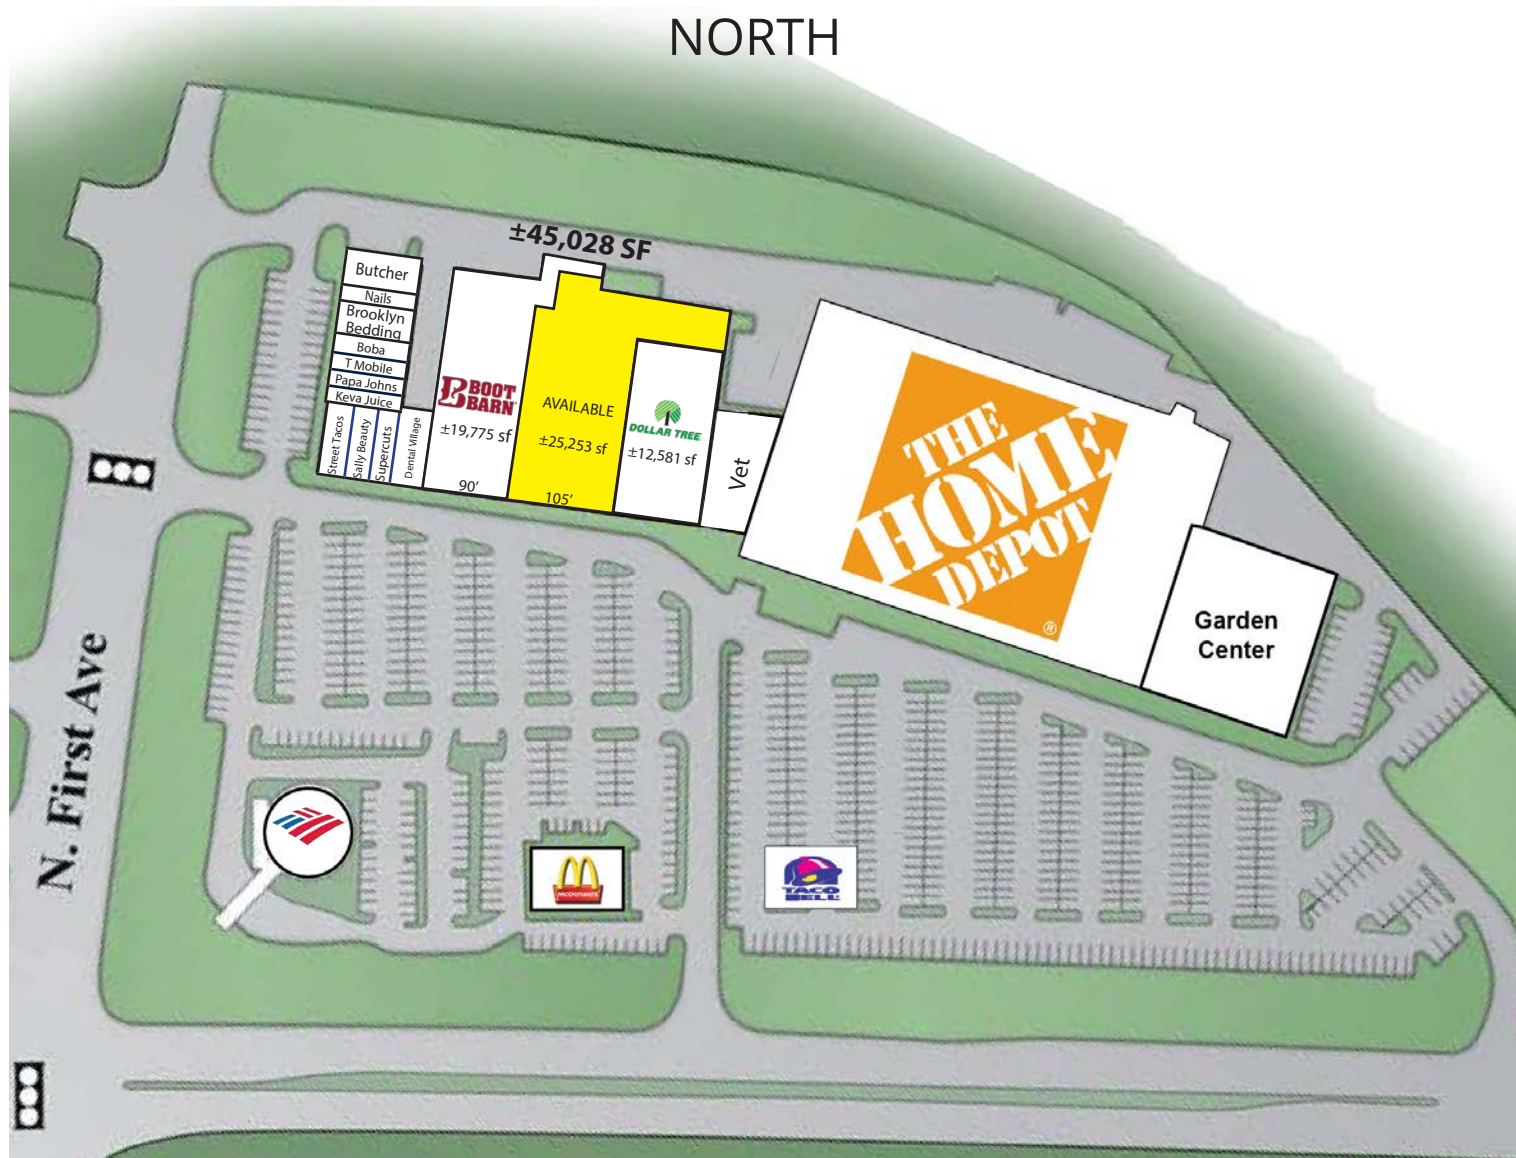 NORTH
±45,028 SF
Butcher
Nails
Brooklyn
Bedding
Boba
T Mobile
Papa Johns
Keva Juice
Street Tacos
Sally Beauty
Supercuts
Dental Village
BOOT
BARN
±19,775 sf
90′
AVAILABLE
±25,253 sf
105′
DOLLAR TREE
±12,581 sf
Vet
THE
HOME
DEPOT
®
Garden
Center
N. First Ave
McDonald's
TACO
BELL